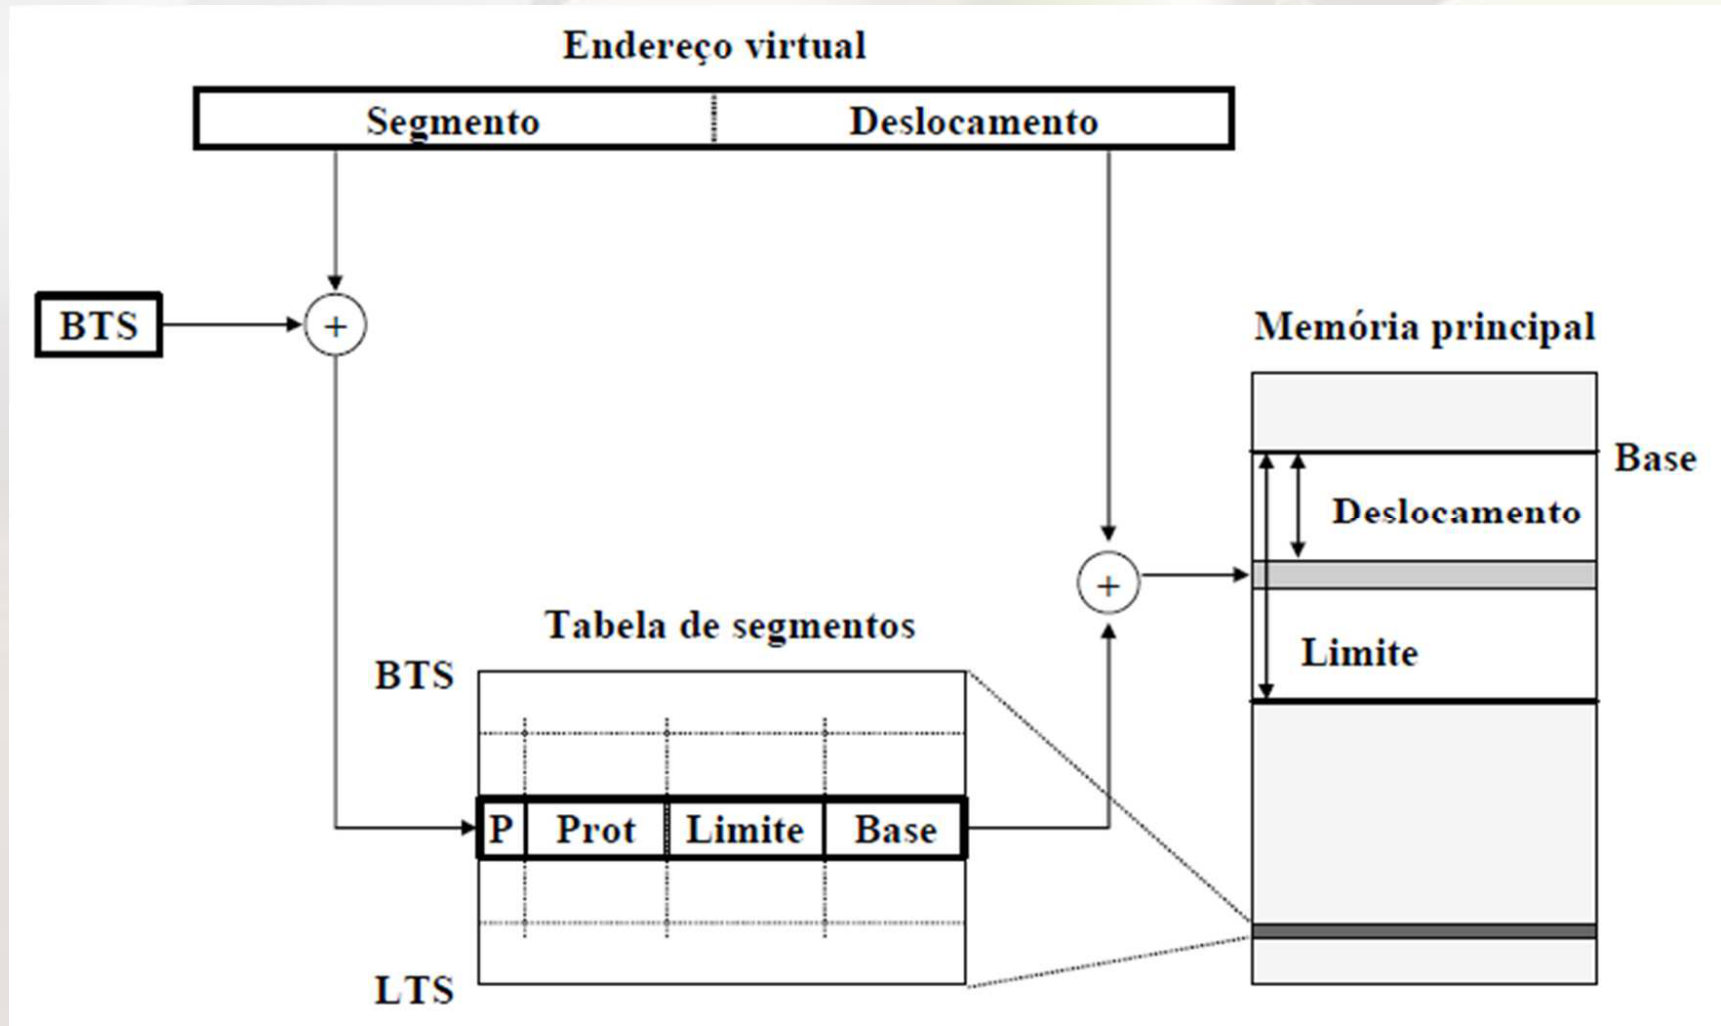 Endereço virtual
Segmento
Deslocamento
BTS
+
Memória principal
Base
Deslocamento
+
Limite
Tabela de segmentos
BTS
P
Prot
Limite
Base
LTS